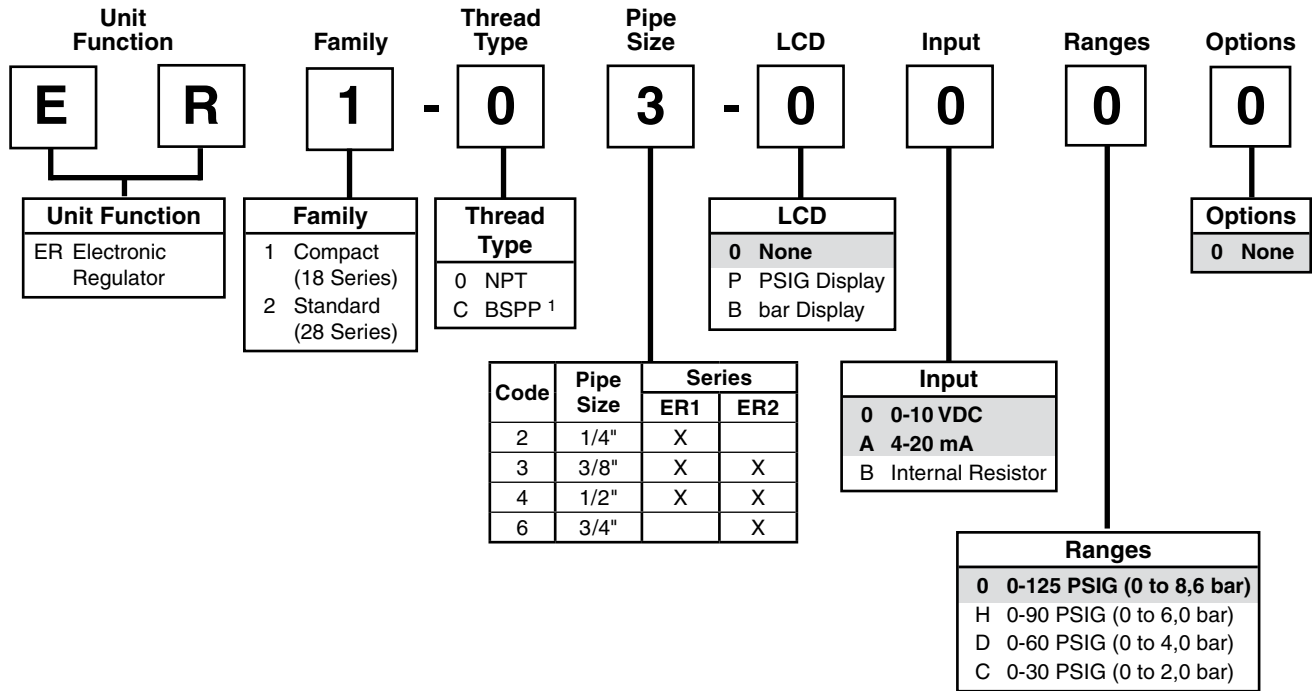 Unit Function Family Thread Type Pipe Size LCD Input Ranges Options
E R 1 - 0 3 - 0 0 0 0
Unit Function
ER Electronic
Regulator
Family
1 Compact
(18 Series)
2 Standard
(28 Series)
Thread
Type
0 NPT
C BSPP 1
Code Pipe Size Series
ER1 ER2
2 1/4" X
3 3/8" X X
4 1/2" X X
6 3/4" X
LCD
0 None
P PSIG Display
B bar Display
Input
0 0-10 VDC
A 4-20 mA
B Internal Resistor
Ranges
0 0-125 PSIG (0 to 8,6 bar)
H 0-90 PSIG (0 to 6,0 bar)
D 0-60 PSIG (0 to 4,0 bar)
C 0-30 PSIG (0 to 2,0 bar)
Options
0 None